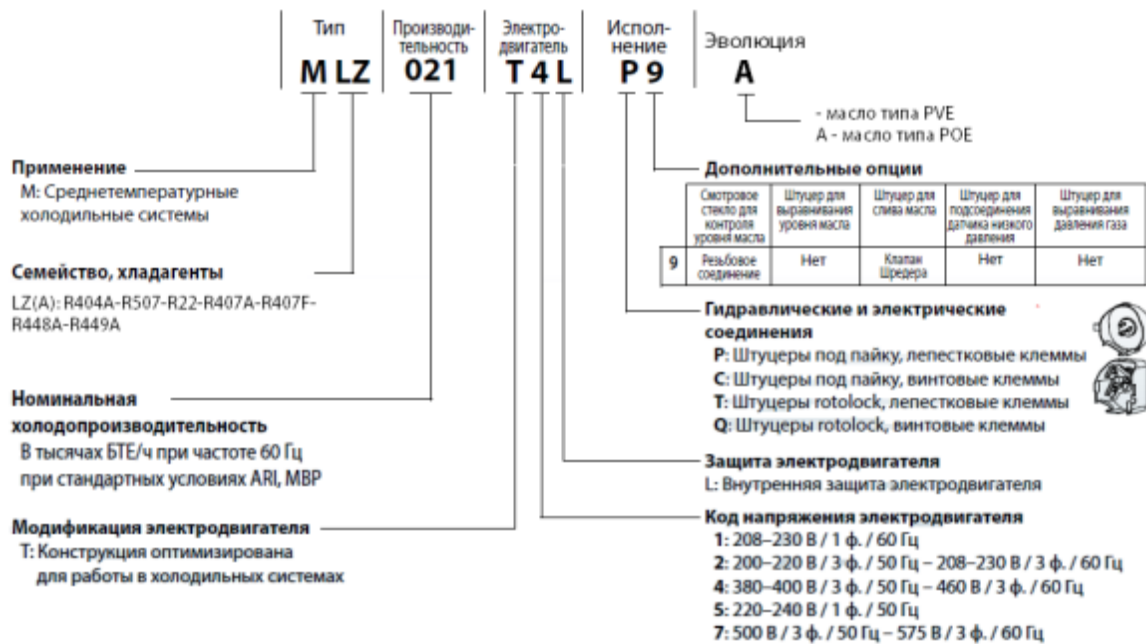 Тип
Производи-
тельность
Электро-
двигатель
Испол-
нение
Эволюция
M LZ 021 T 4 L P 9 A
- масло типа PVE
A - масло типа POE
Применение
М: Среднетемпературные
холодильные системы
Семейство, хладагенты
LZ(A): R404A-R507-R22-R407A-R407F-
R448A-R449A
Номинальная
холодопроизводительность
В тысячах БТЕ/ч при частоте 60 Гц
при стандартных условиях ARI, MBP
Модификация электродвигателя
Т: Конструкция оптимизирована
для работы в холодильных системах
Дополнительные опции
Смотровое
стекло для
контроля
уровня масла
Штуцер для
выравнивания
уровня масла
Штуцер для
слива масла
Штуцер для
подсоединения
датчика низкого
давления
Штуцер для
выравнивания
давления газа
9
Резьбовое
соединение
Нет
Клапан
Шредера
Нет
Нет
Гидравлические и электрические
соединения
P: Штуцеры под пайку, лепестковые клеммы
C: Штуцеры под пайку, винтовые клеммы
T: Штуцеры rotolock, лепестковые клеммы
Q: Штуцеры rotolock, винтовые клеммы
Защита электродвигателя
L: Внутренняя защита электродвигателя
Код напряжения электродвигателя
1: 208–230 В / 1 ф. / 60 Гц
2: 200–220 В / 3 ф. / 50 Гц – 208–230 В / 3 ф. / 60 Гц
4: 380–400 В / 3 ф. / 50 Гц – 460 В / 3 ф. / 60 Гц
5: 220–240 В / 1 ф. / 50 Гц
7: 500 В / 3 ф. / 50 Гц – 575 В / 3 ф. / 60 Гц